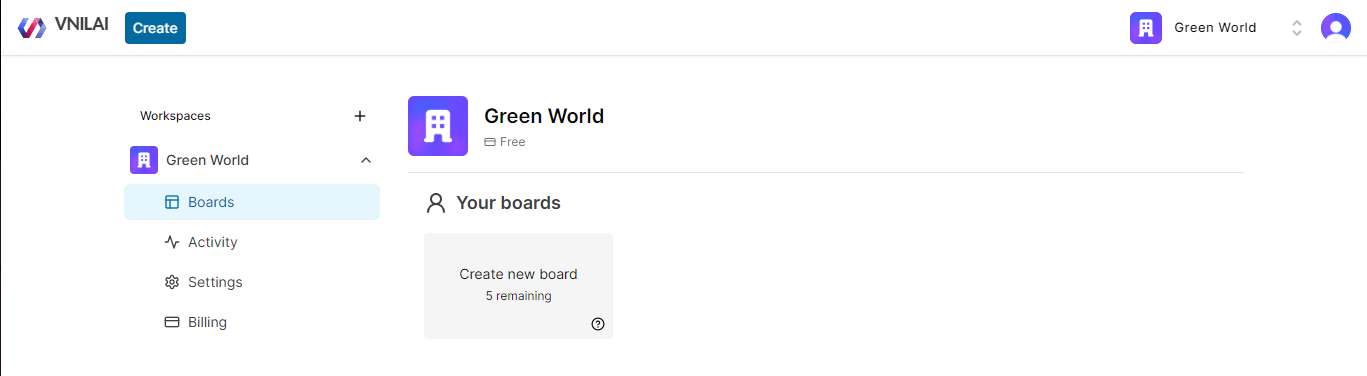 VNILAI
Create
Green World
Workspaces
Green World
Boards
Activity
Settings
Billing
Green World
Free
Your boards
Create new board
5 remaining